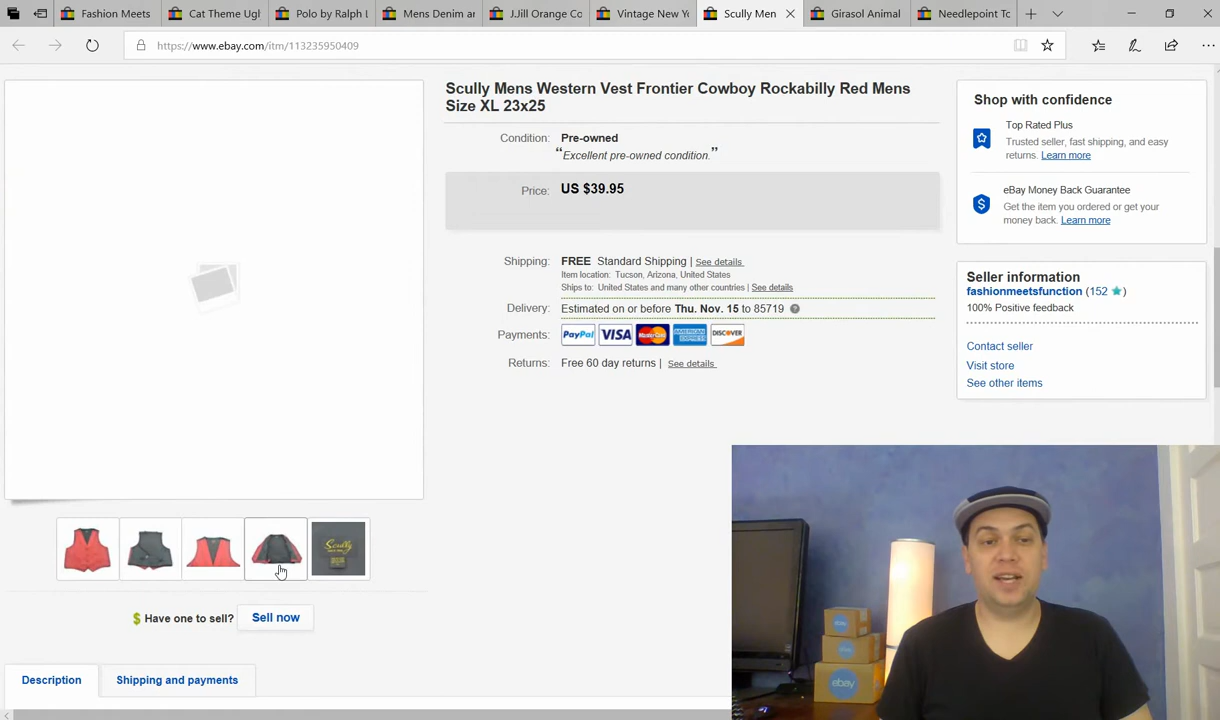 Fashion Meets
Cat Theme Ugl
Polo by Ralph l
Mens Denim ar
J.Jill Orange Co
Vintage New Yo
Scully Men
Girasol Animal
Needlepoint Tc
https://www.ebay.com/itm/113235950409
Scully Mens Western Vest Frontier Cowboy Rockabilly Red Mens
Size XL 23x25
Condition: Pre-owned
“Excellent pre-owned condition.”
Price: US $39.95
Shipping: FREE Standard Shipping | See details
Item location: Tucson, Arizona, United States
Ships to: United States and many other countries | See details
Delivery: Estimated on or before Thu. Nov. 15 to 85719 ?
Payments: PayPal VISA MasterCard AMERICAN EXPRESS DISCOVER
Returns: Free 60 day returns | See details
Shop with confidence
Top Rated Plus
Trusted seller, fast shipping, and easy
returns. Learn more
eBay Money Back Guarantee
Get the item you ordered or get your
money back. Learn more
Seller information
fashionmeetsfunction (152 )
100% Positive feedback
Contact seller
Visit store
See other items
Scully
$ Have one to sell? Sell now
Description
Shipping and payments
ebay
ebay
ebay